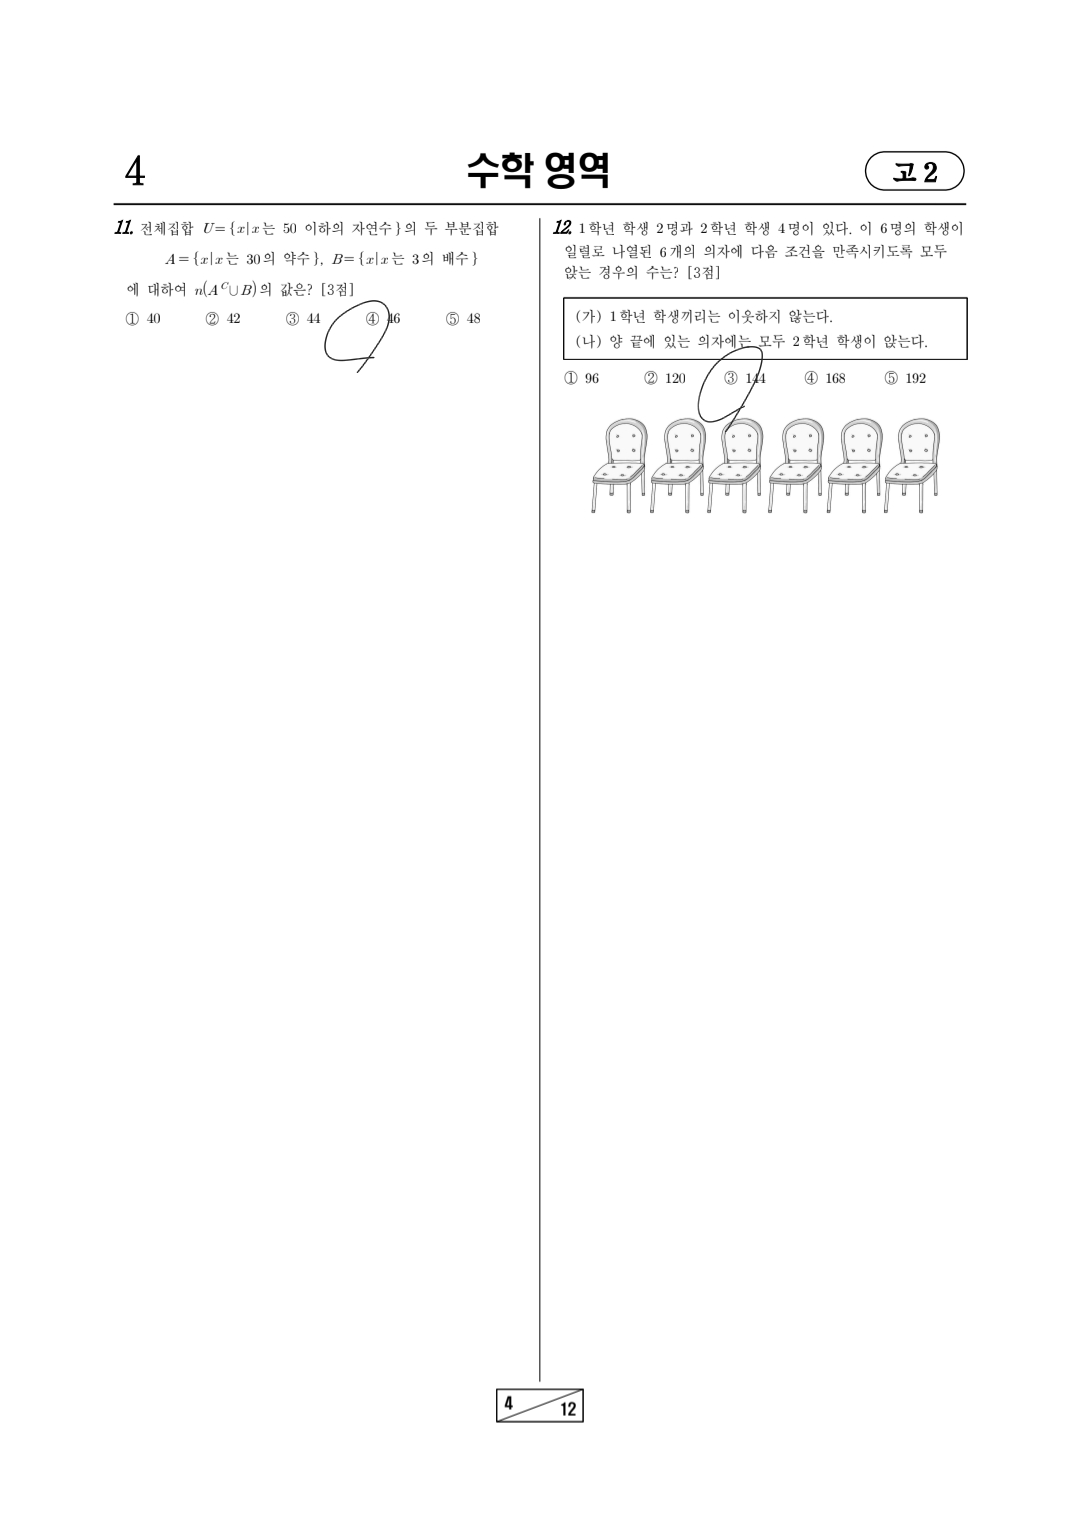 4
수학 영역
고 2
11. 전체집합 U={x|x는 50 이하의 자연수}의 두 부분집합
A={x|x는 30의 약수}, B={x|x는 3의 배수}
에 대하여 n(A^C∪B)의 값은? [3점]
① 40 ② 42 ③ 44 ④ 46 ⑤ 48
12. 1학년 학생 2명과 2학년 학생 4명이 있다. 이 6명의 학생이
일렬로 나열된 6개의 의자에 다음 조건을 만족시키도록 모두
앉는 경우의 수는? [3점]
(가) 1학년 학생끼리는 이웃하지 않는다.
(나) 양 끝에 있는 의자에는 모두 2학년 학생이 앉는다.
① 96 ② 120 ③ 144 ④ 168 ⑤ 192
4
12